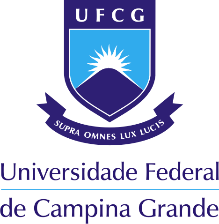 UFCG
SUPRA OMNES LUX LUCIS
Universidade Federal
de Campina Grande